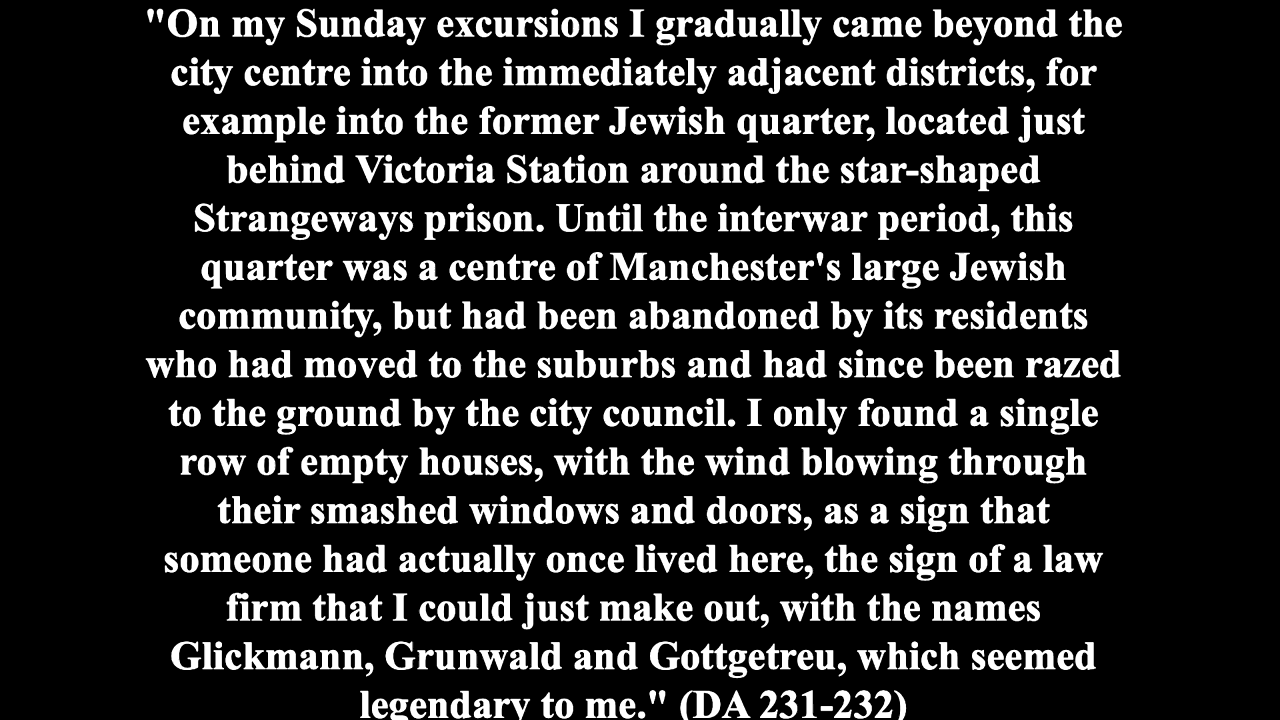 "On my Sunday excursions I gradually came beyond the
city centre into the immediately adjacent districts, for
example into the former Jewish quarter, located just
behind Victoria Station around the star-shaped
Strangeways prison. Until the interwar period, this
quarter was a centre of Manchester's large Jewish
community, but had been abandoned by its residents
who had moved to the suburbs and had since been razed
to the ground by the city council. I only found a single
row of empty houses, with the wind blowing through
their smashed windows and doors, as a sign that
someone had actually once lived here, the sign of a law
firm that I could just make out, with the names
Glickmann, Grunwald and Gottgetreu, which seemed
legendary to me." (DA 231-232)